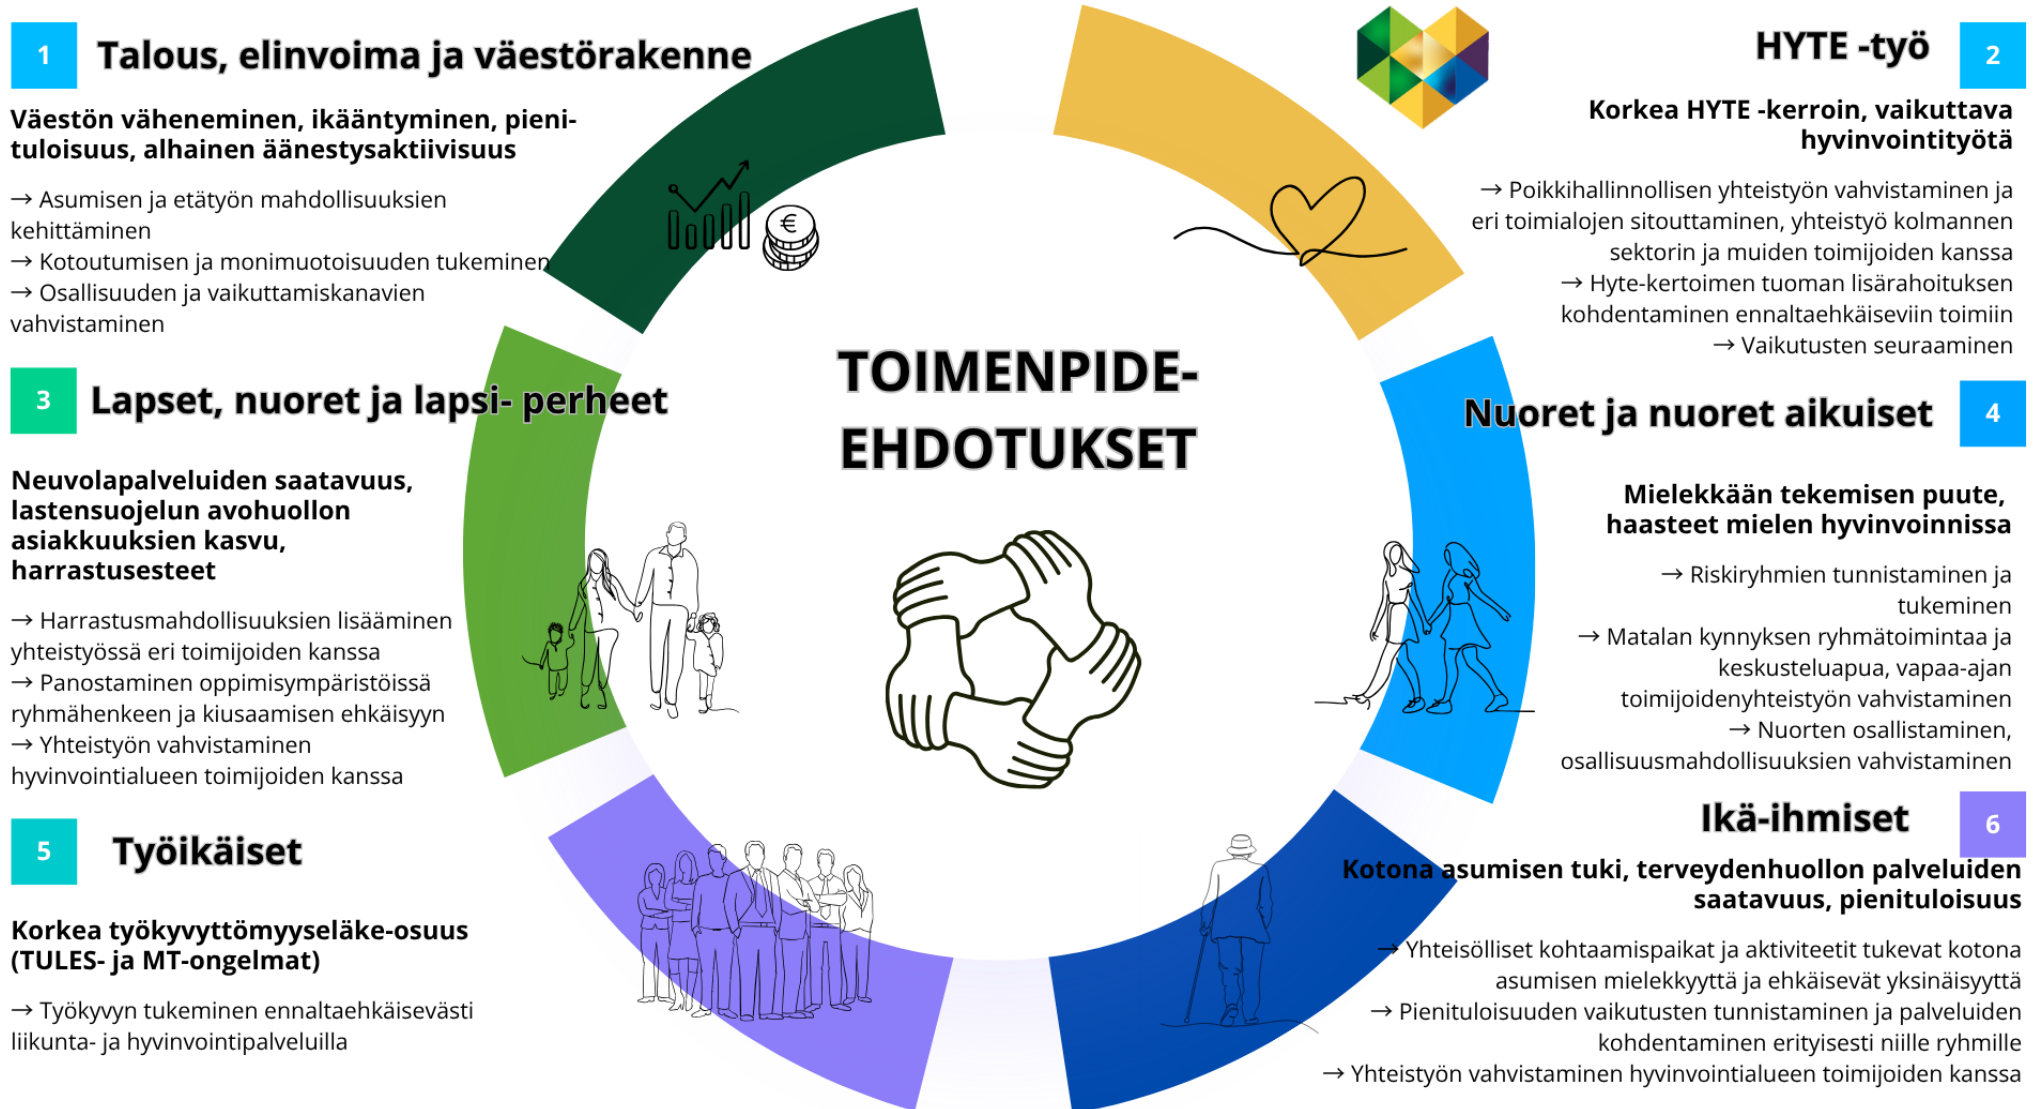 1
Talous, elinvoima ja väestörakenne
Väestön väheneminen, ikääntyminen, pieni-
tuloisuus, alhainen äänestysaktiivisuus
→ Asumisen ja etätyön mahdollisuuksien
kehittäminen
→ Kotoutumisen ja monimuotoisuuden tukeminen
→ Osallisuuden ja vaikuttamiskanavien
vahvistaminen
HYTE -työ
2
Korkea HYTE -kerroin, vaikuttava
hyvinvointityötä
→ Poikkihallinnollisen yhteistyön vahvistaminen ja
eri toimialojen sitouttaminen, yhteistyö kolmannen
sektorin ja muiden toimijoiden kanssa
→ Hyte-kertoimen tuoman lisärahoituksen
kohdentaminen ennaltaehkäiseviin toimiin
→ Vaikutusten seuraaminen
€
TOIMENPIDE-
EHDOTUKSET
3
Lapset, nuoret ja lapsi- perheet
Neuvolapalveluiden saatavuus,
lastensuojelun avohuollon
asiakkuuksien kasvu,
harrastusesteet
→ Harrastusmahdollisuuksien lisääminen
yhteistyössä eri toimijoiden kanssa
→ Panostaminen oppimisympäristöissä
ryhmähenkeen ja kiusaamisen ehkäisyyn
→ Yhteistyön vahvistaminen
hyvinvointialueen toimijoiden kanssa
Nuoret ja nuoret aikuiset
4
Mielekkään tekemisen puute,
haasteet mielen hyvinvoinnissa
→ Riskiryhmien tunnistaminen ja
tukeminen
→ Matalan kynnyksen ryhmätoimintaa ja
keskusteluapua, vapaa-ajan
toimijoidenyhteistyön vahvistaminen
→ Nuorten osallistaminen,
osallisuusmahdollisuuksien vahvistaminen
5
Työikäiset
Korkea työkyvyttömyyseläke-osuus
(TULES- ja MT-ongelmat)
→ Työkyvyn tukeminen ennaltaehkäisevästi
liikunta- ja hyvinvointipalveluilla
Ikä-ihmiset
6
Kotona asumisen tuki, terveydenhuollon palveluiden
saatavuus, pienituloisuus
→ Yhteisölliset kohtaamispaikat ja aktiviteetit tukevat kotona
asumisen mielekkyyttä ja ehkäisevät yksinäisyyttä
→ Pienituloisuuden vaikutusten tunnistaminen ja palveluiden
kohdentaminen erityisesti niille ryhmille
→ Yhteistyön vahvistaminen hyvinvointialueen toimijoiden kanssa